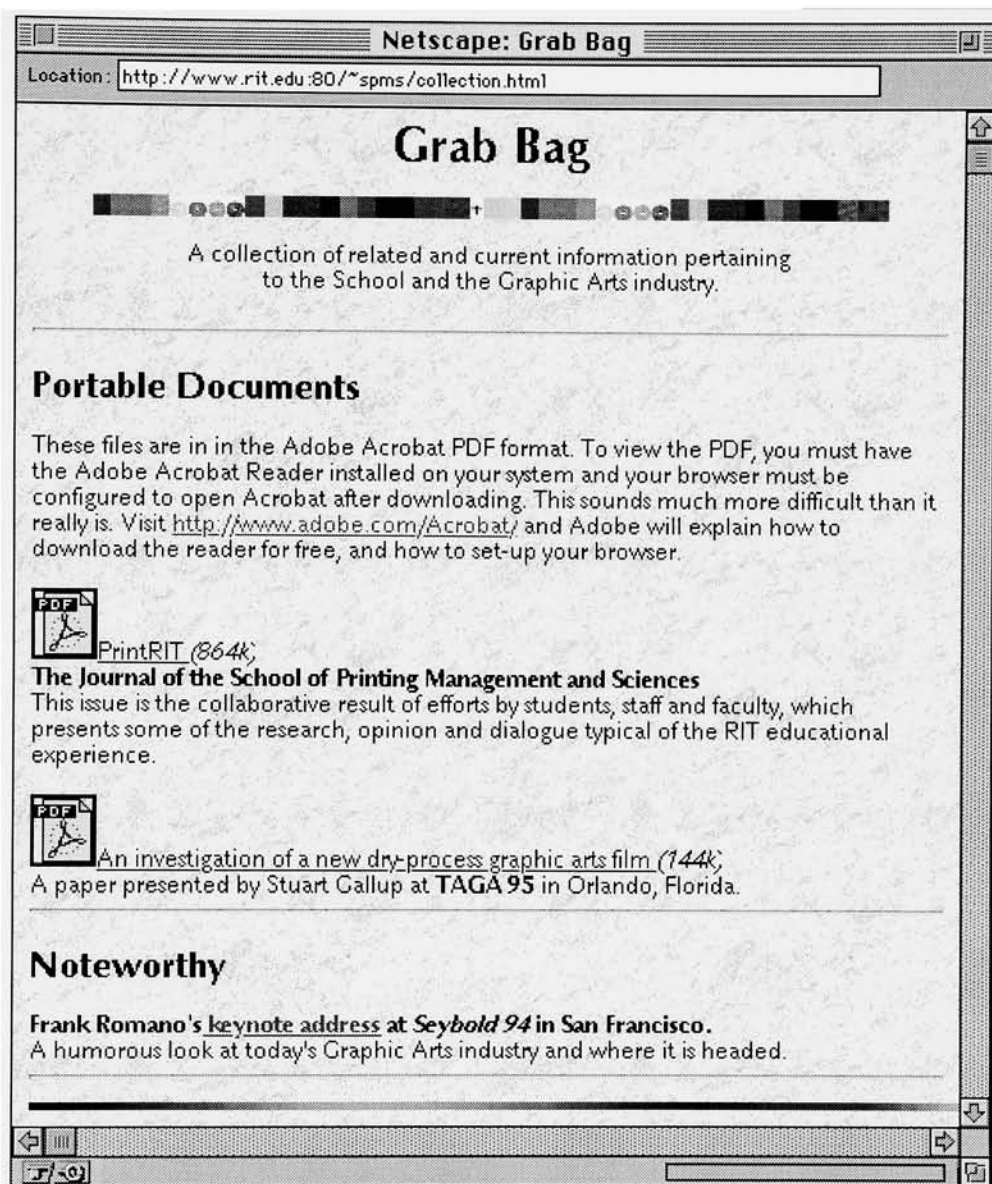 Netscape: Grab Bag
Location: http://www.rit.edu:80/~spms/collection.html
Grab Bag
A collection of related and current information pertaining
to the School and the Graphic Arts industry.
Portable Documents
These files are in in the Adobe Acrobat PDF format. To view the PDF, you must have
the Adobe Acrobat Reader installed on your system and your browser must be
configured to open Acrobat after downloading. This sounds much more difficult than it
really is. Visit http://www.adobe.com/Acrobat/ and Adobe will explain how to
download the reader for free, and how to set-up your browser.
PDF
PrintRIT (864k)
The Journal of the School of Printing Management and Sciences
This issue is the collaborative result of efforts by students, staff and faculty, which
presents some of the research, opinion and dialogue typical of the RIT educational
experience.
PDF
An investigation of a new dry-process graphic arts film (144k)
A paper presented by Stuart Gallup at TAGA 95 in Orlando, Florida.
Noteworthy
Frank Romano's keynote address at Seybold 94 in San Francisco.
A humorous look at today's Graphic Arts industry and where it is headed.